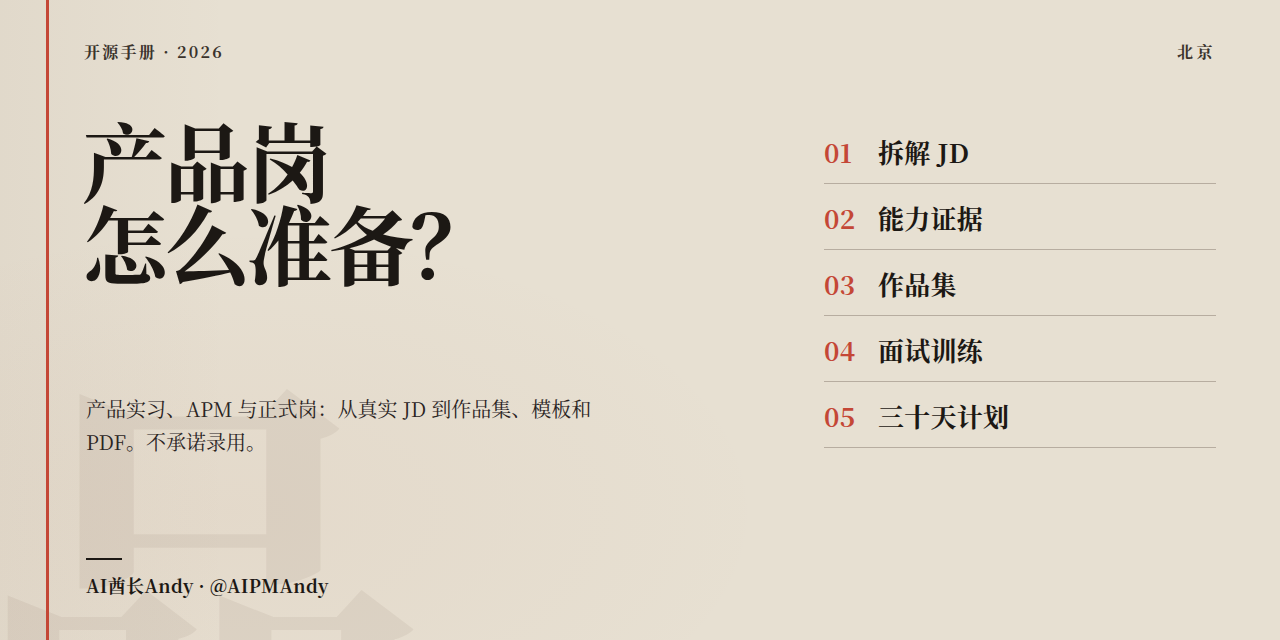 开源手册 · 2026
北京
产品岗
怎么准备?
产品实习、APM 与正式岗：从真实 JD 到作品集、模板和
PDF。不承诺录用。
AI酋长Andy · @AIPMAndy
01 拆解 JD
02 能力证据
03 作品集
04 面试训练
05 三十天计划
品